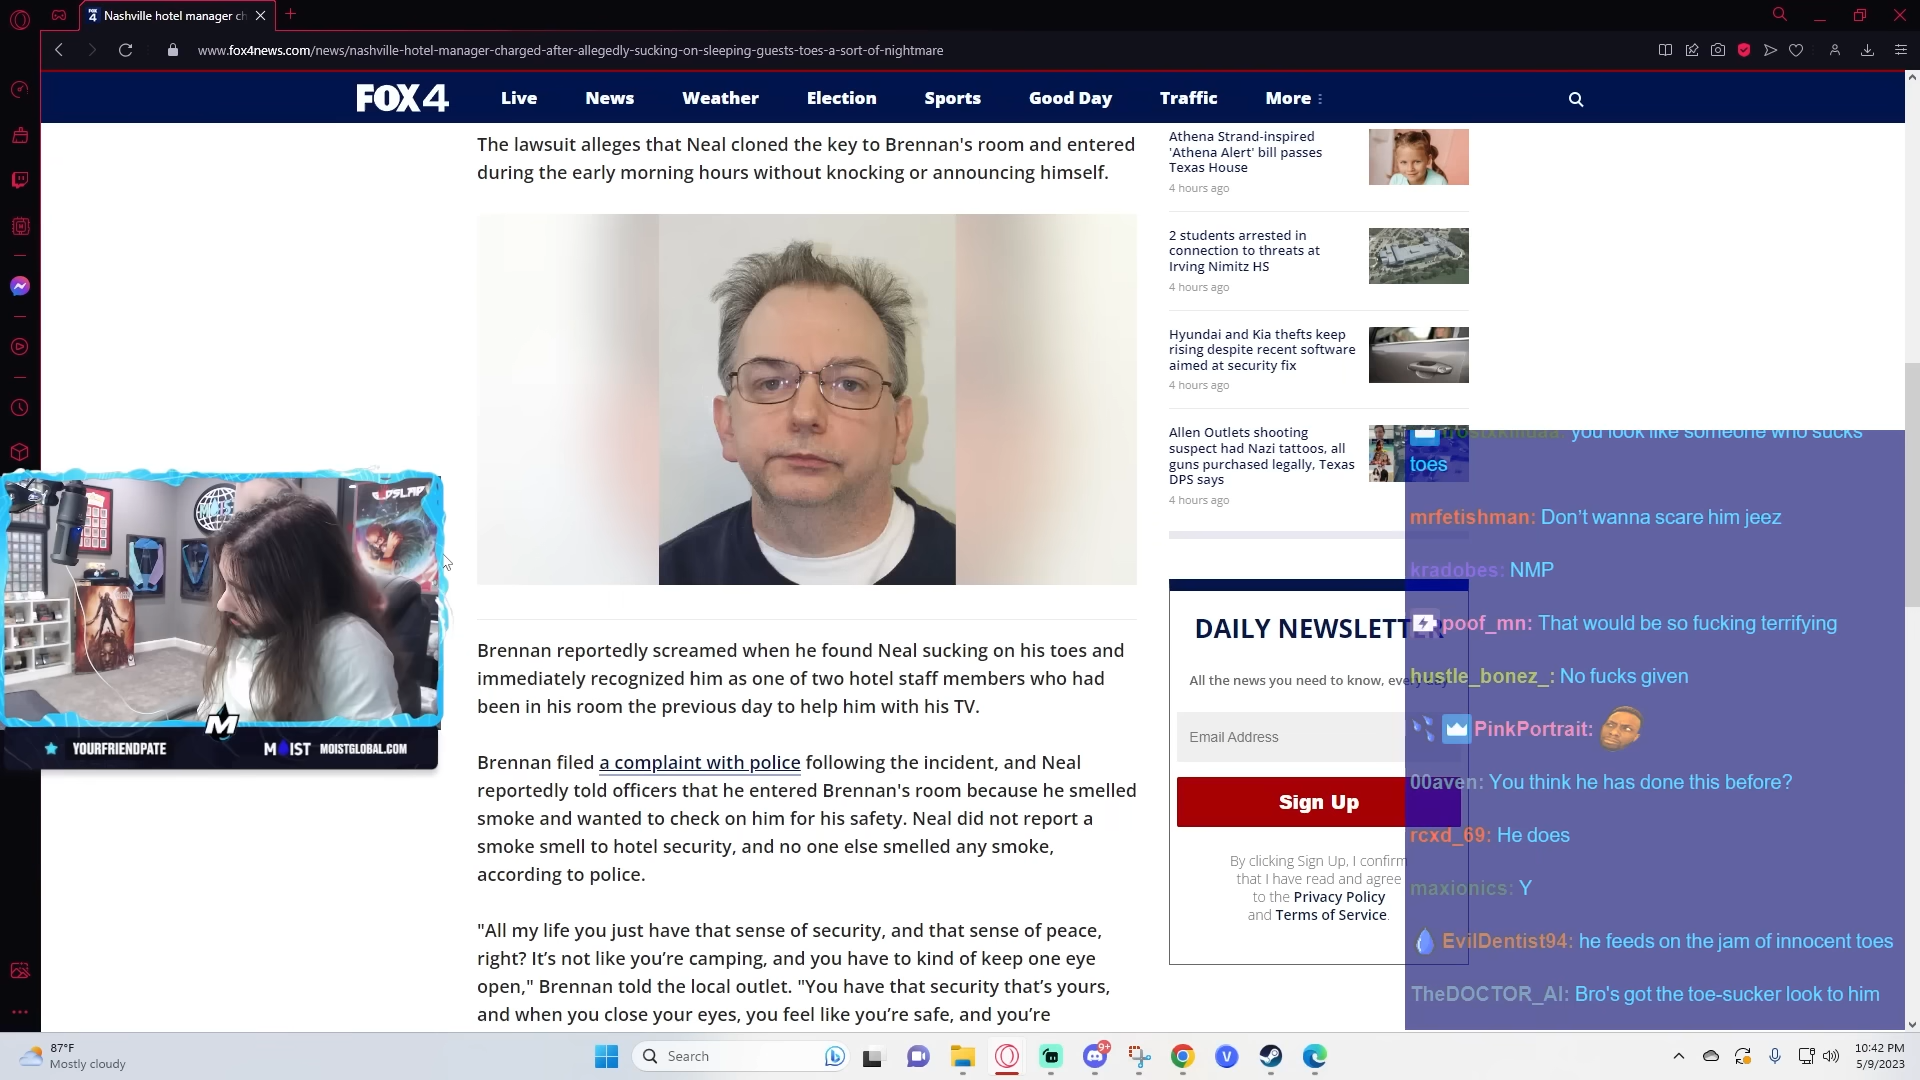 Nashville hotel manager ch
www.fox4news.com/news/nashville-hotel-manager-charged-after-allegedly-sucking-on-sleeping-guests-toes-a-sort-of-nightmare
FOX 4
Live
News
Weather
Election
Sports
Good Day
Traffic
More
The lawsuit alleges that Neal cloned the key to Brennan's room and entered
during the early morning hours without knocking or announcing himself.
Brennan reportedly screamed when he found Neal sucking on his toes and
immediately recognized him as one of two hotel staff members who had
been in his room the previous day to help him with his TV.
Brennan filed a complaint with police following the incident, and Neal
reportedly told officers that he entered Brennan's room because he smelled
smoke and wanted to check on him for his safety. Neal did not report a
smoke smell to hotel security, and no one else smelled any smoke,
according to police.
"All my life you just have that sense of security, and that sense of peace,
right? It's not like you're camping, and you have to kind of keep one eye
open," Brennan told the local outlet. "You have that security that's yours,
and when you close your eyes, you feel like you're safe, and you're
Athena Strand-inspired
'Athena Alert' bill passes
Texas House
4 hours ago
2 students arrested in
connection to threats at
Irving Nimitz HS
4 hours ago
Hyundai and Kia thefts keep
rising despite recent software
aimed at security fix
4 hours ago
Allen Outlets shooting
suspect had Nazi tattoos, all
guns purchased legally, Texas
DPS says
4 hours ago
DAILY NEWSLETTER
All the news you need to know, every day
Email Address
Sign Up
By clicking Sign Up, I confirm
that I have read and agree
to the Privacy Policy
and Terms of Service.
you look like someone who sucks
toes
mrfetishman: Don't wanna scare him jeez
kradobes: NMP
poof_mn: That would be so fucking terrifying
hustle_bonez_: No fucks given
PinkPortrait:
00aven: You think he has done this before?
rcxd_69: He does
maxionics: Y
EvilDentist94: he feeds on the jam of innocent toes
TheDOCTOR_AI: Bro's got the toe-sucker look to him
M
YOURFRIENDPATE
MOIST
MOISTGLOBAL.COM
87°F
Mostly cloudy
Search
9+
V
10:42 PM
5/9/2023